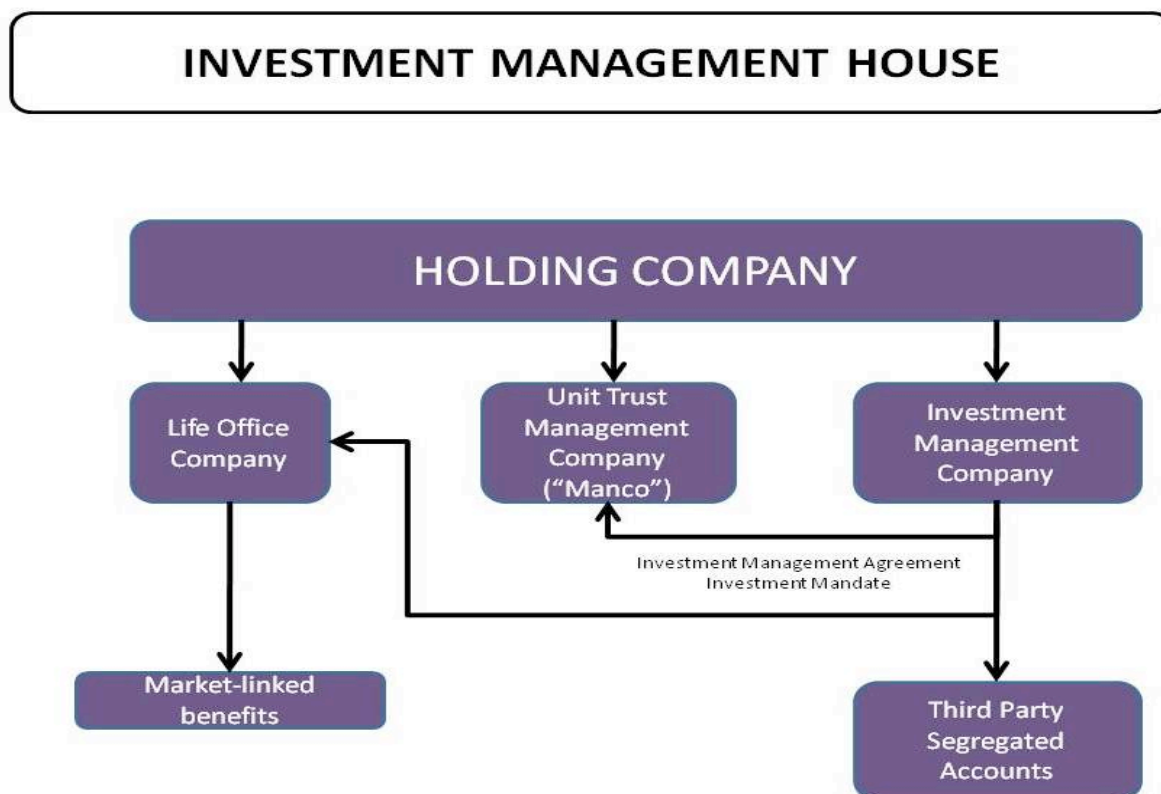 INVESTMENT MANAGEMENT HOUSE
HOLDING COMPANY
Life Office
Company
Unit Trust
Management
Company
(“Manco”)
Investment
Management
Company
Investment Management Agreement
Investment Mandate
Market-linked
benefits
Third Party
Segregated
Accounts